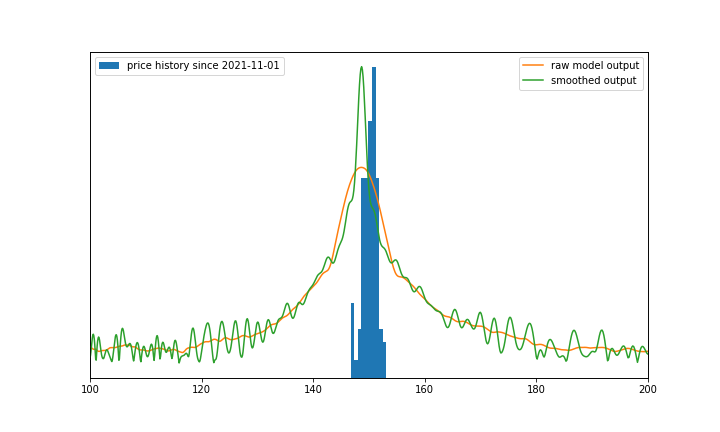 price history since 2021-11-01
raw model output
smoothed output
100 120 140 160 180 200